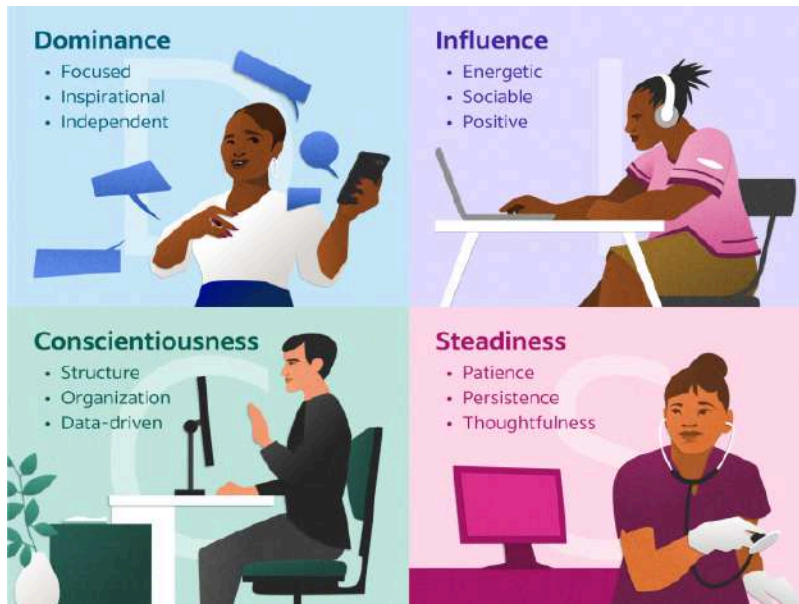 Dominance
• Focused
• Inspirational
• Independent
Influence
• Energetic
• Sociable
• Positive
Conscientiousness
• Structure
• Organization
• Data-driven
Steadiness
• Patience
• Persistence
• Thoughtfulness
D
I
C
S